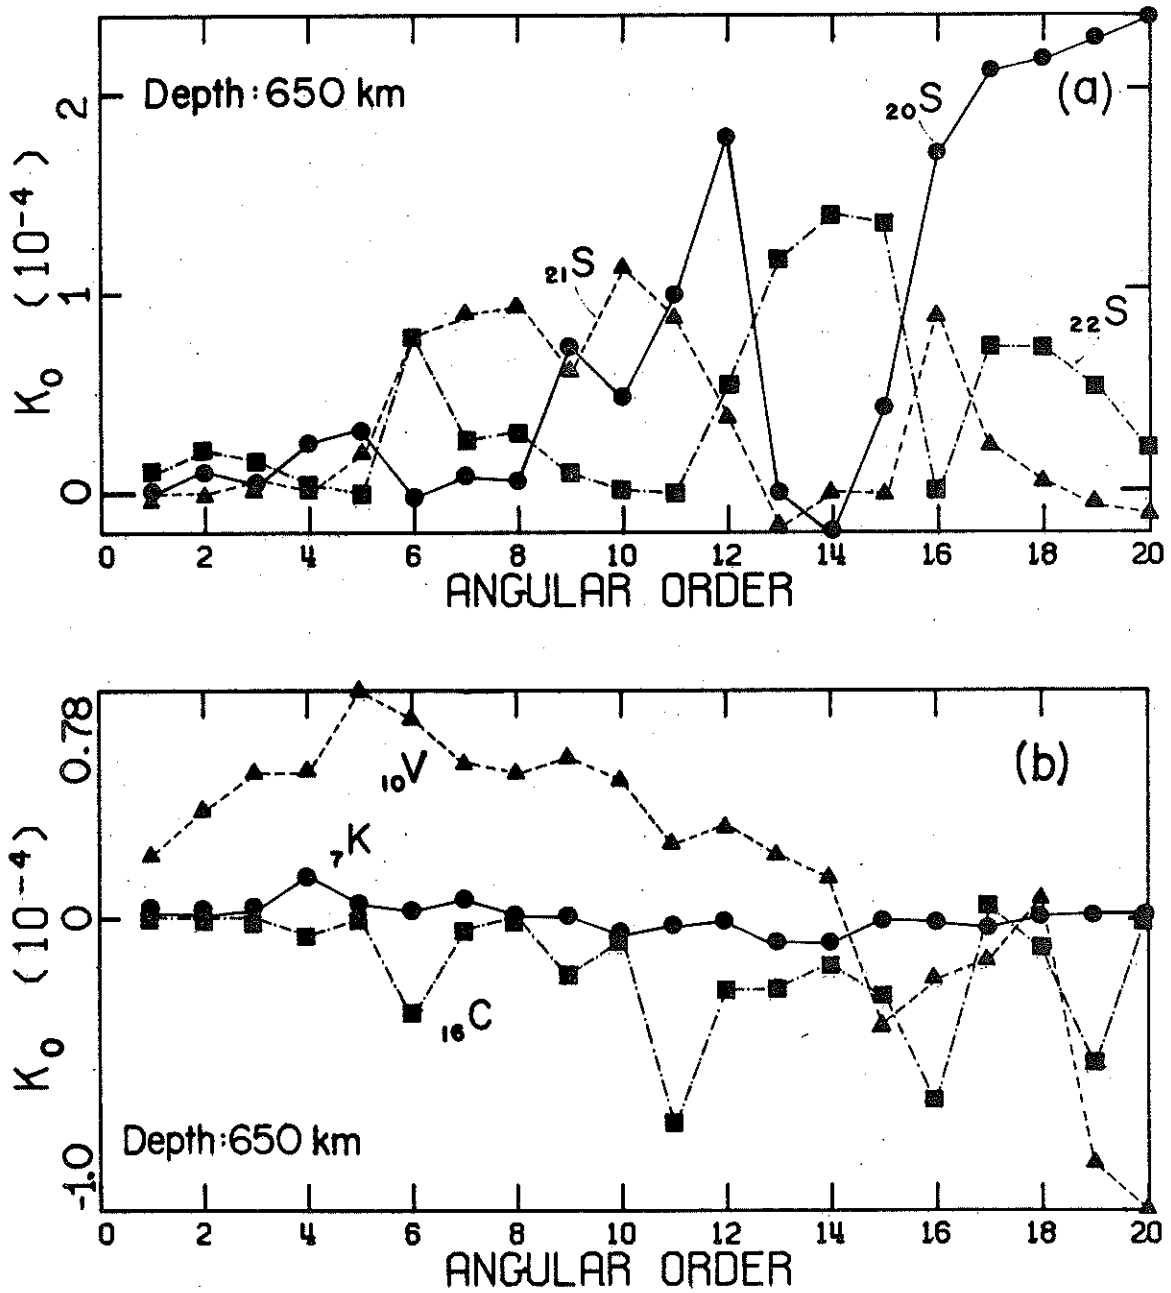 Depth: 650 km
(a)
20S
21S
22S
2
1
0
K0 (10-4)
0 2 4 6 8 10 12 14 16 18 20
ANGULAR ORDER
0.78
0
-1.0
K0 (10-4)
(b)
10V
7K
16C
Depth: 650 km
0 2 4 6 8 10 12 14 16 18 20
ANGULAR ORDER